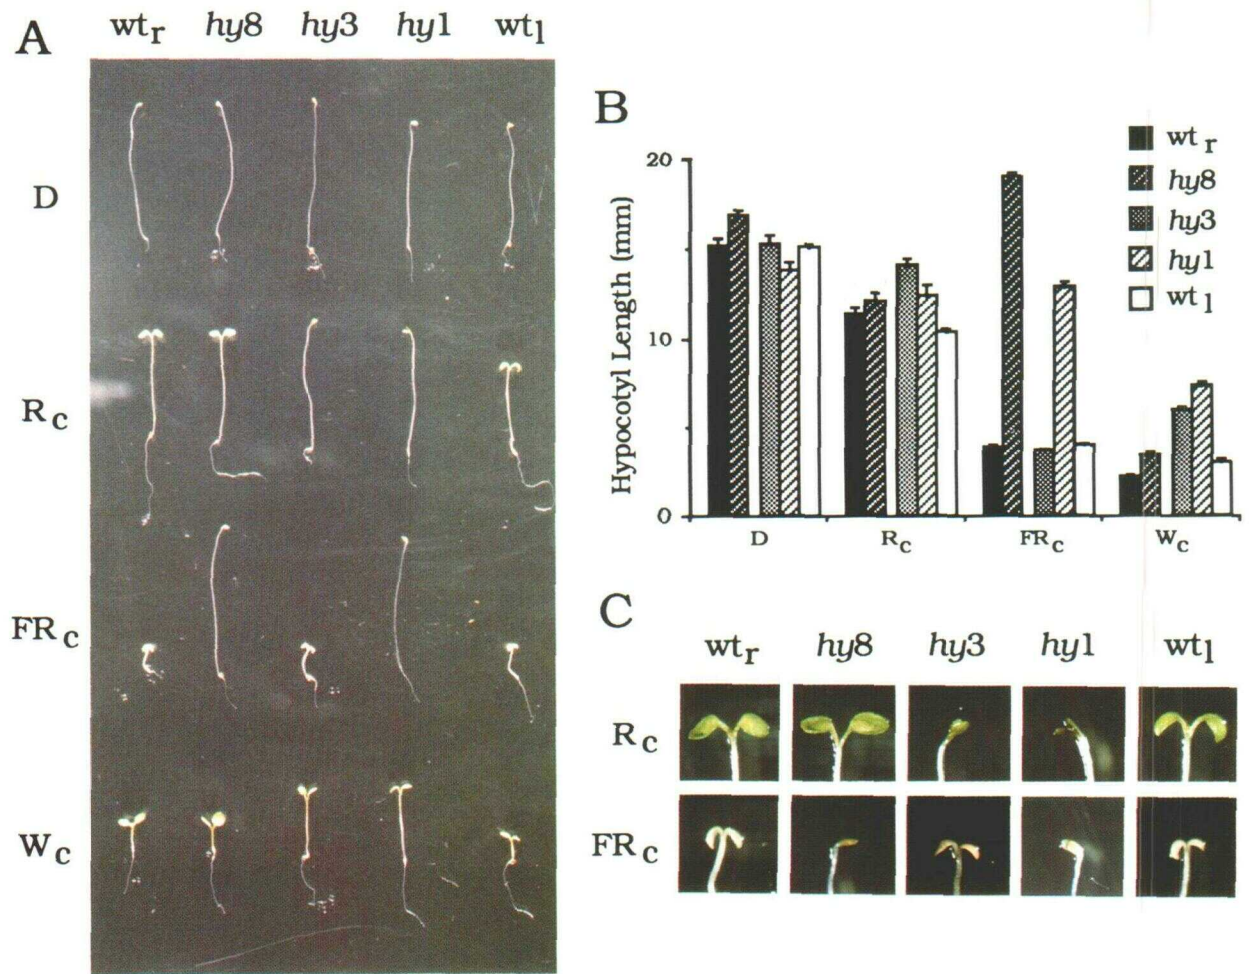 A
wtr hy8 hy3 hy1 wtl
D
Rc
FRc
Wc
B
20
10
0
Hypocotyl Length (mm)
D Rc FRc Wc
wt r
hy8
hy3
hy1
wt l
C
wtr hy8 hy3 hy1 wtl
Rc
FRc